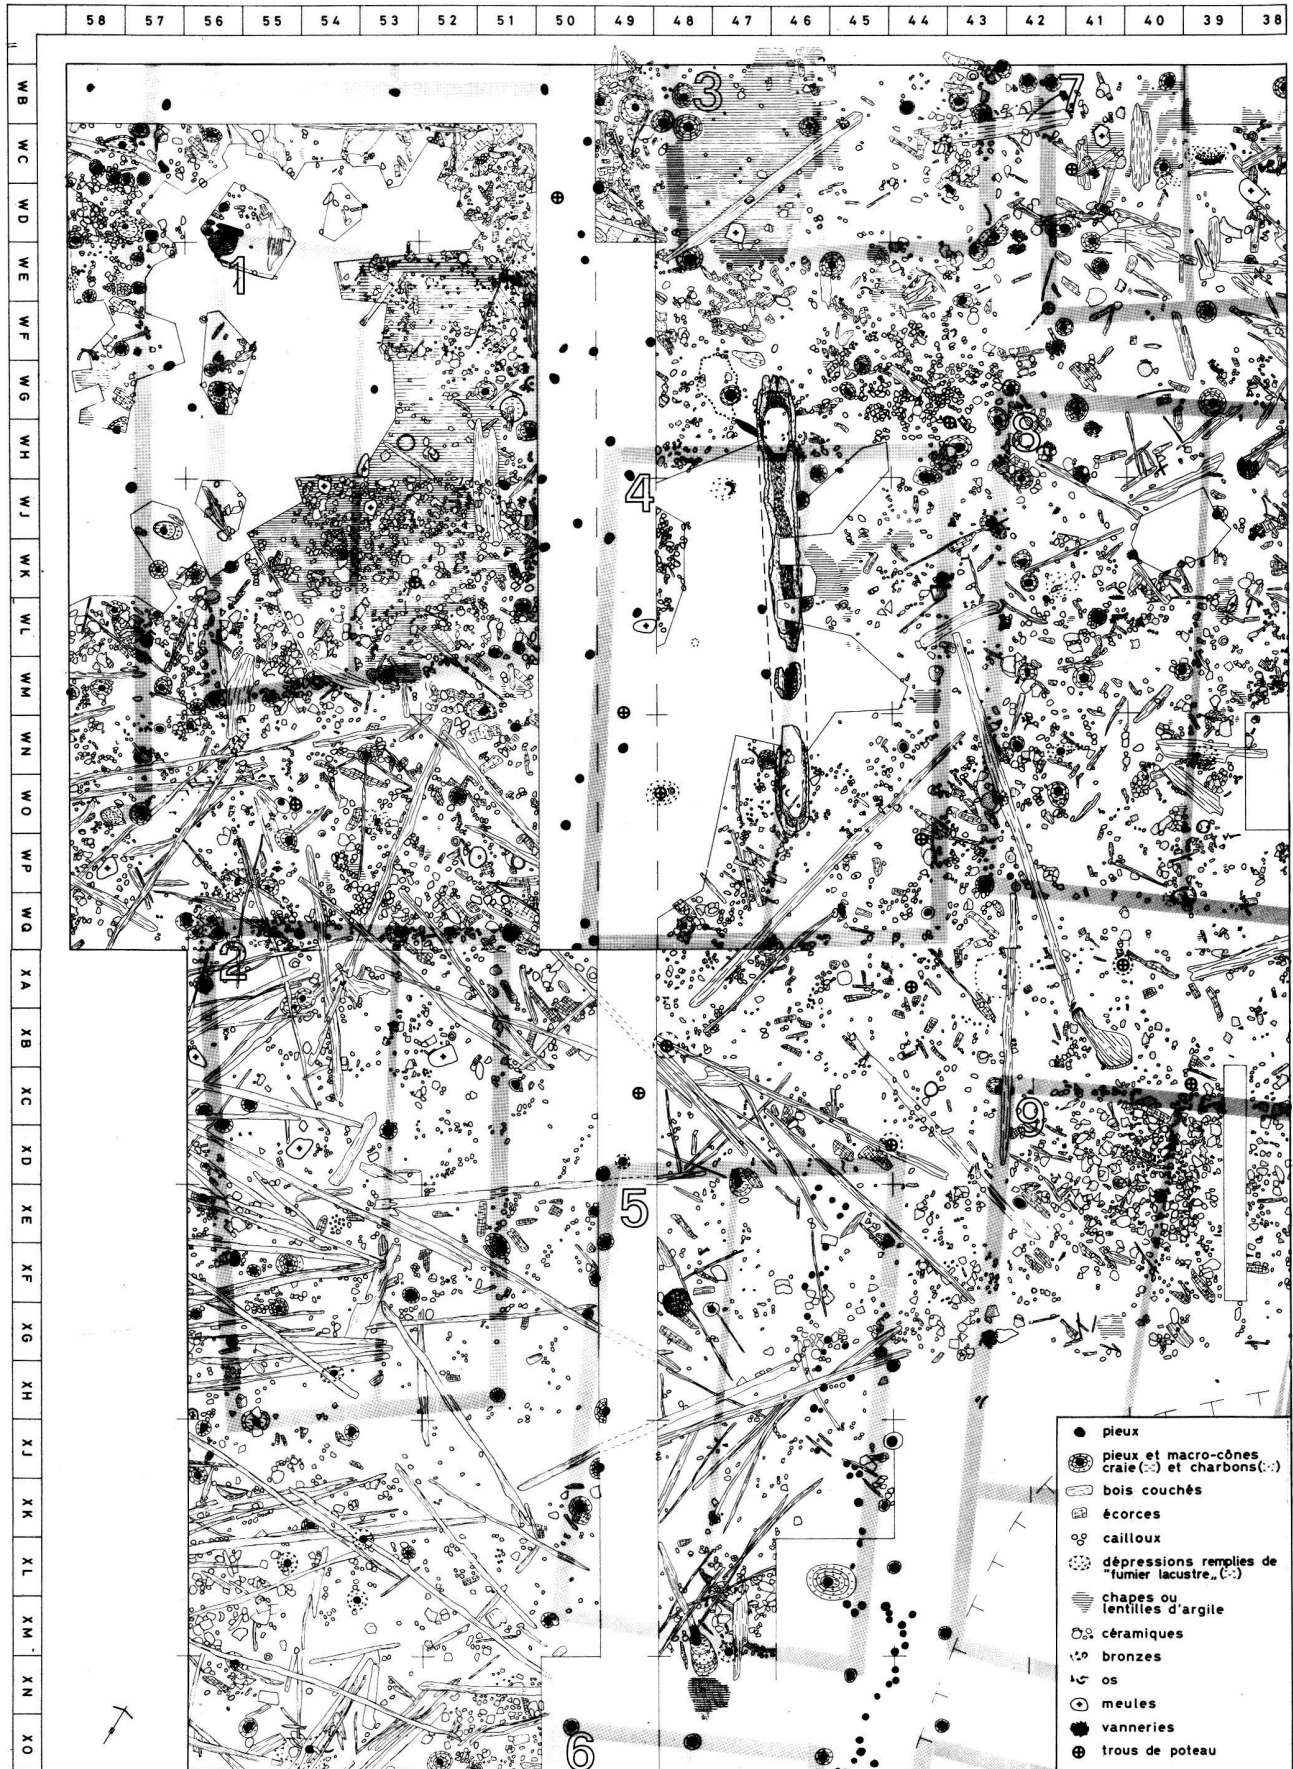 58 57 56 55 54 53 52 51 50 49 48 47 46 45 44 43 42 41 40 39 38
WB
WC
WD
WE
WF
WG
WH
WJ
WK
WL
WM
WN
WO
WP
WQ
XA
XB
XC
XD
XE
XF
XG
XH
XJ
XK
XL
XM
XN
XO
3
7
1
8
4
2
9
5
6
pieux
pieux et macro-cônes
craie(:-:) et charbons(:-:)
bois couchés
écorces
cailloux
dépressions remplies de
"fumier lacustre„(:-:)
chapes ou
lentilles d'argile
céramiques
bronzes
os
meules
vanneries
trous de poteau